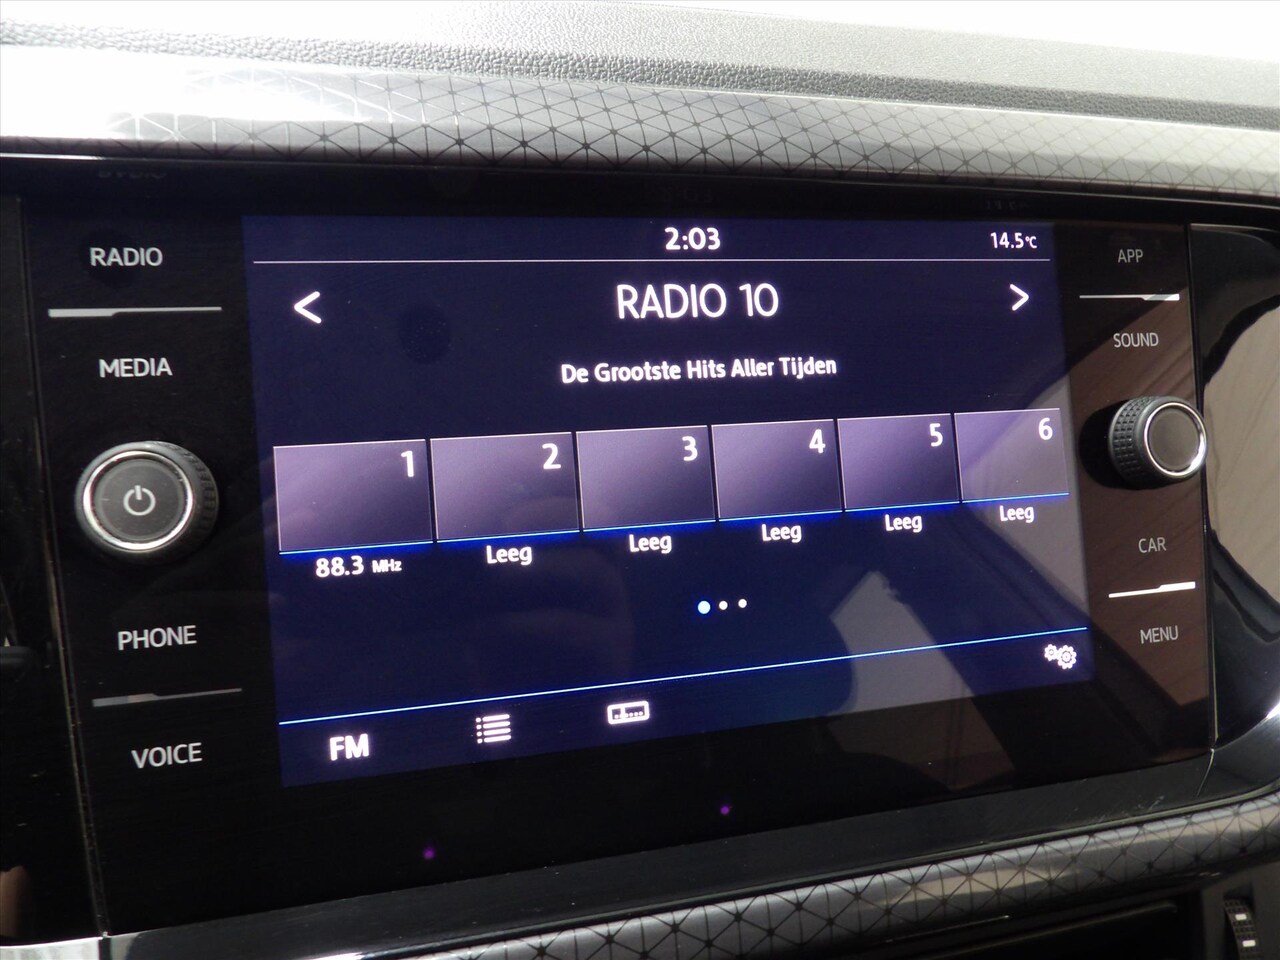 2:03
14.5°C
RADIO
APP
< RADIO 10 >
SOUND
MEDIA
De Grootste Hits Aller Tijden
1
2
3
4
5
6
88.3 MHz
Leeg
Leeg
Leeg
Leeg
Leeg
CAR
PHONE
MENU
VOICE
FM